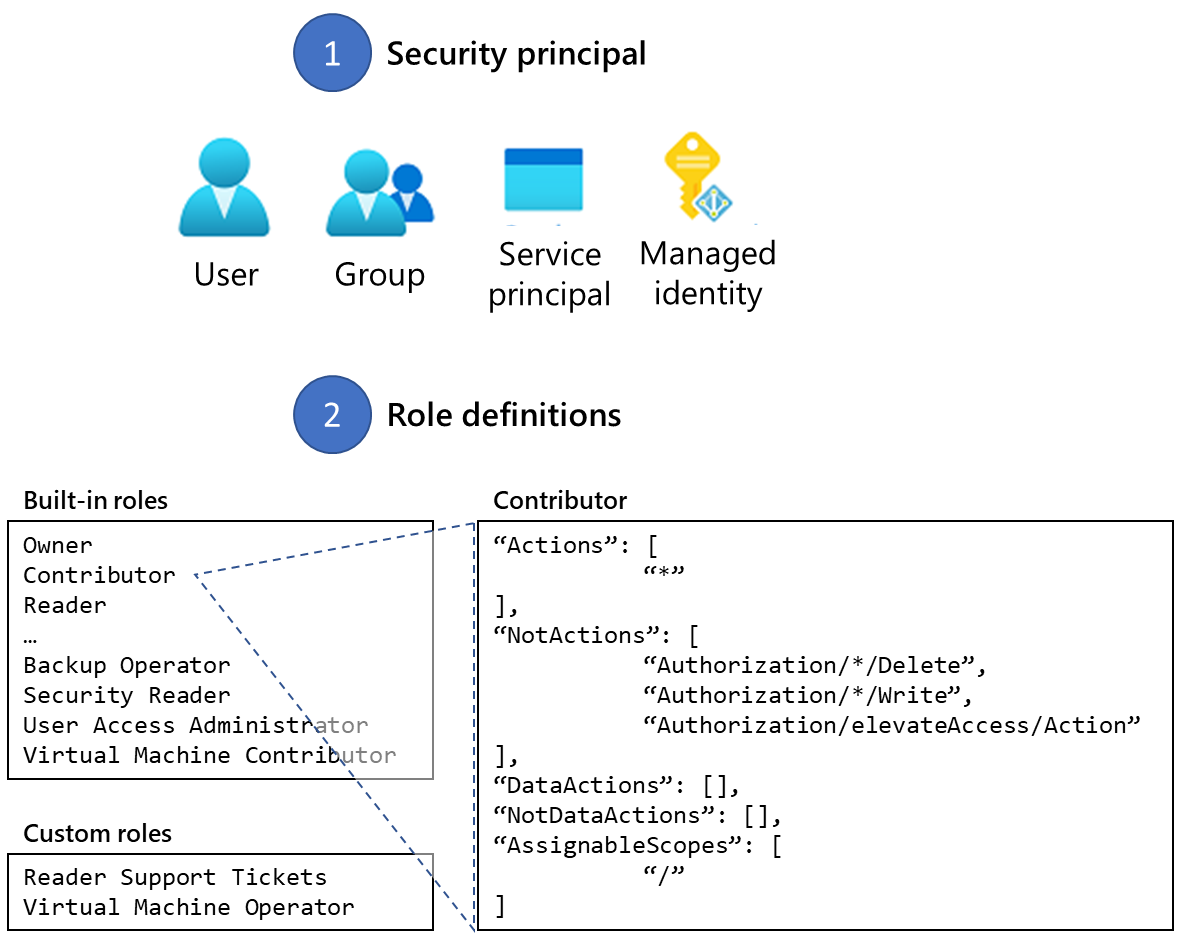 1 Security principal
User
Group
Service
principal
Managed
identity
2 Role definitions
Built-in roles
Owner
Contributor
Reader
…
Backup Operator
Security Reader
User Access Administrator
Virtual Machine Contributor
Custom roles
Reader Support Tickets
Virtual Machine Operator
Contributor
“Actions”: [
“*”
],
“NotActions”: [
“Authorization/*/Delete”,
“Authorization/*/Write”,
“Authorization/elevateAccess/Action”
],
“DataActions”: [],
“NotDataActions”: [],
“AssignableScopes”: [
“/”
]